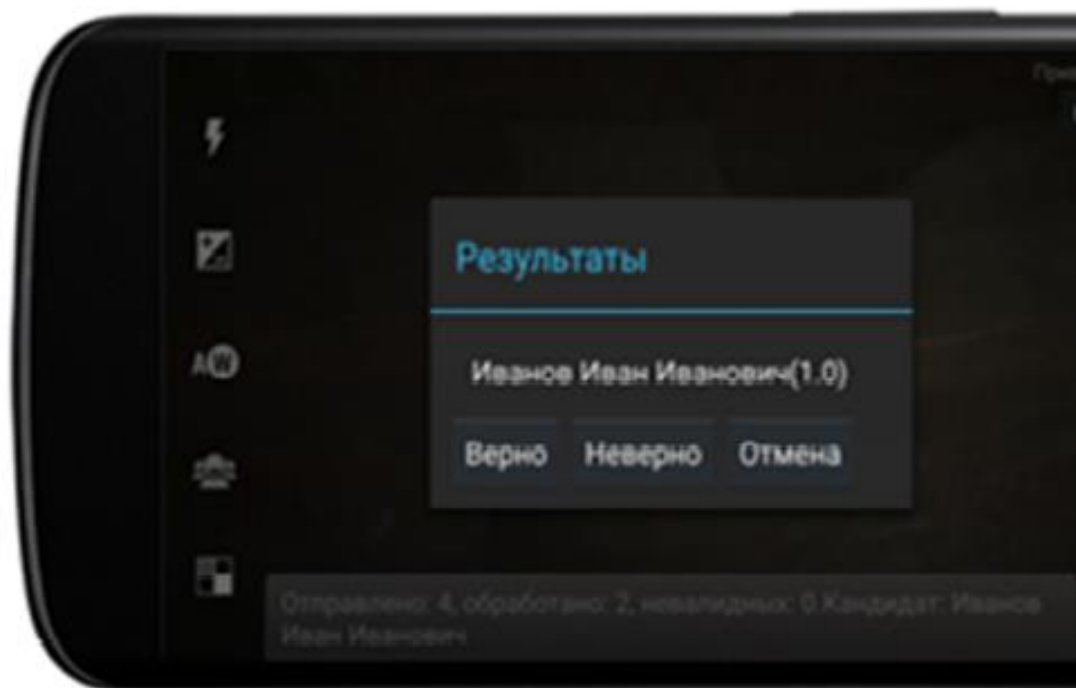 Результаты
Иванов Иван Иванович(1.0)
Верно Неверно Отмена
Отправлено: 4, обработано: 2, невалидных: 0.Кандидат: Иванов
Иван Иванович